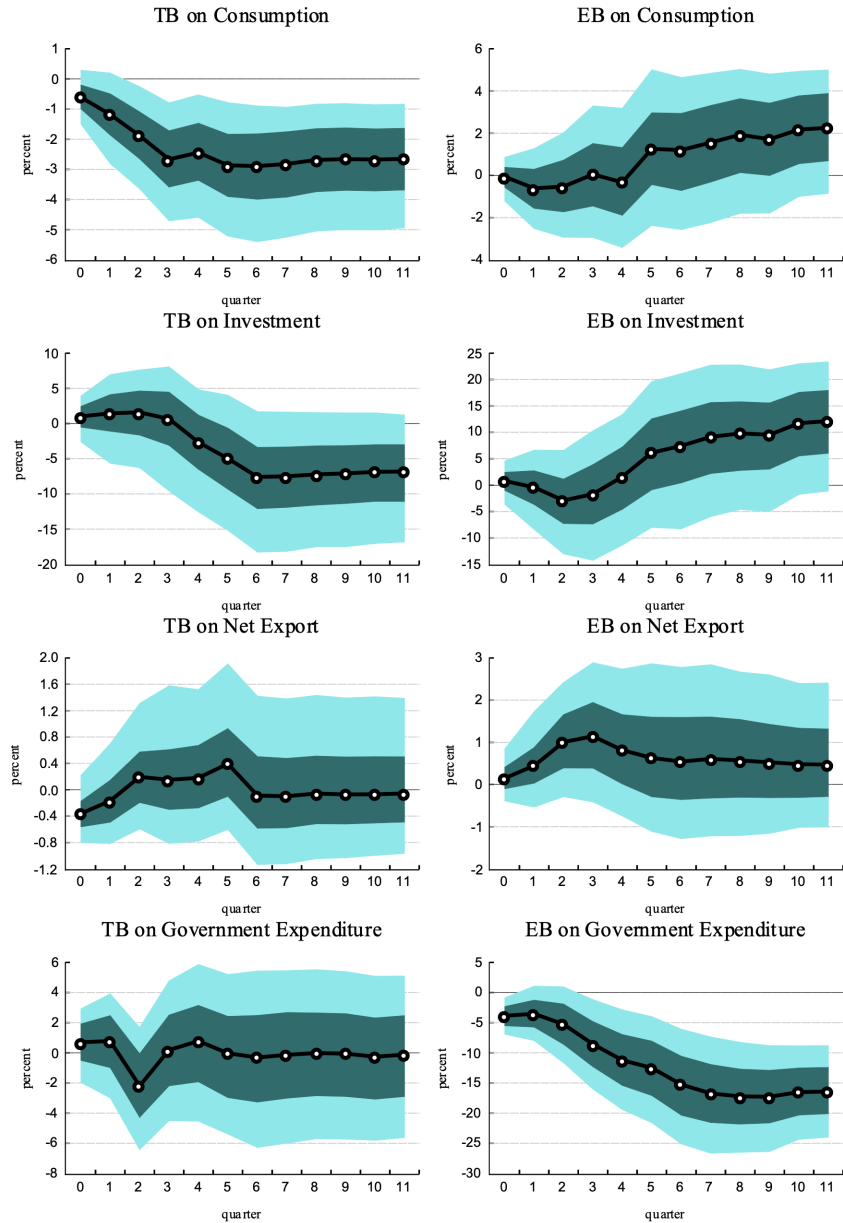 TB on Consumption
1
0
-1
-2
-3
-4
-5
-6
percent
0 1 2 3 4 5 6 7 8 9 10 11
quarter
EB on Consumption
6
4
2
0
-2
-4
percent
0 1 2 3 4 5 6 7 8 9 10 11
quarter
TB on Investment
10
5
0
-5
-10
-15
-20
percent
0 1 2 3 4 5 6 7 8 9 10 11
quarter
EB on Investment
25
20
15
10
5
0
-5
-10
-15
percent
0 1 2 3 4 5 6 7 8 9 10 11
quarter
TB on Net Export
2.0
1.6
1.2
0.8
0.4
0.0
-0.4
-0.8
-1.2
percent
0 1 2 3 4 5 6 7 8 9 10 11
quarter
EB on Net Export
3
2
1
0
-1
-2
percent
0 1 2 3 4 5 6 7 8 9 10 11
quarter
TB on Government Expenditure
6
4
2
0
-2
-4
-6
-8
percent
0 1 2 3 4 5 6 7 8 9 10 11
quarter
EB on Government Expenditure
5
0
-5
-10
-15
-20
-25
-30
percent
0 1 2 3 4 5 6 7 8 9 10 11
quarter